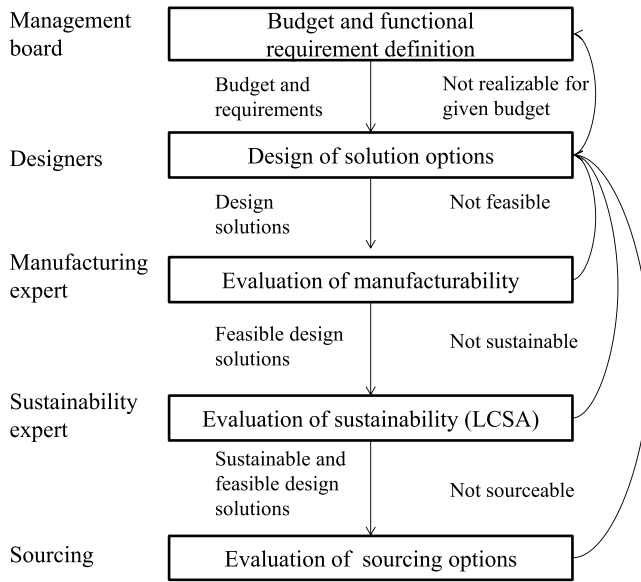 Management
board
Budget and functional
requirement definition
Budget and
requirements
Not realizable for
given budget
Designers
Design of solution options
Design
solutions
Not feasible
Manufacturing
expert
Evaluation of manufacturability
Feasible design
solutions
Not sustainable
Sustainability
expert
Evaluation of sustainability (LCSA)
Sustainable and
feasible design
solutions
Not sourceable
Sourcing
Evaluation of sourcing options